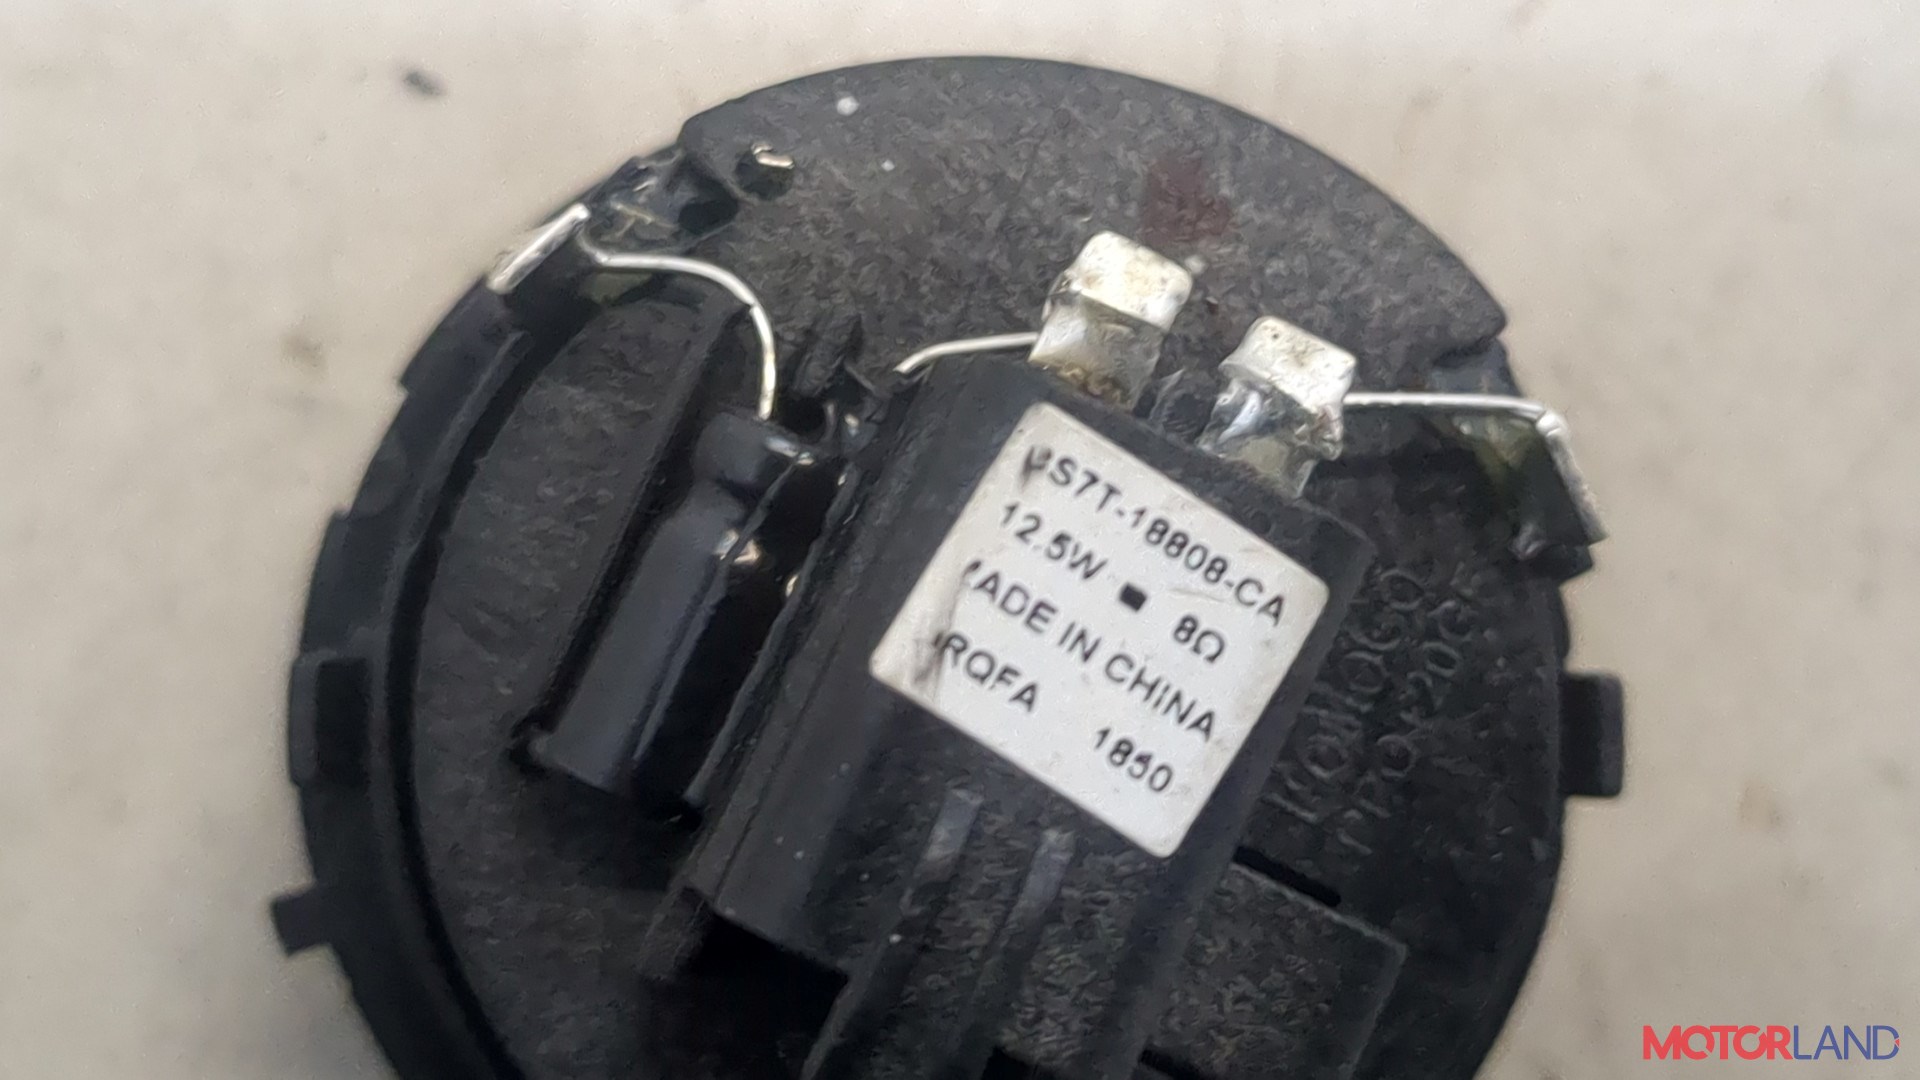 S7T-18808-CA
12.5W ■ 8Ω
ADE IN CHINA
RQFA 1850
MOTORLAND